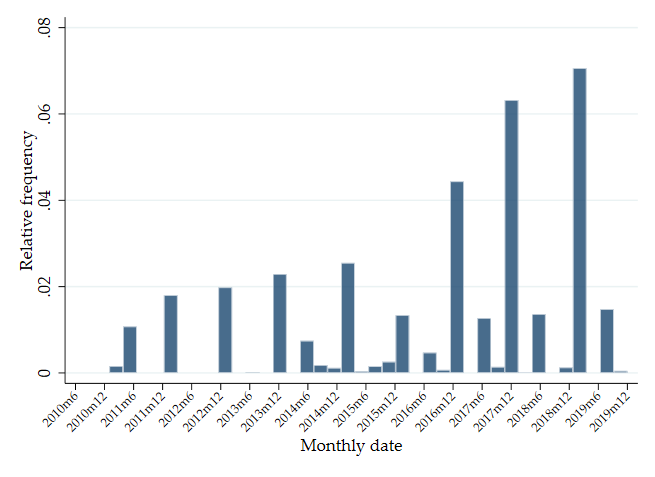 .08
.06
.04
.02
0
Relative frequency
2010m6
2010m12
2011m6
2011m12
2012m6
2012m12
2013m6
2013m12
2014m6
2014m12
2015m6
2015m12
2016m6
2016m12
2017m6
2017m12
2018m6
2018m12
2019m6
2019m12
Monthly date